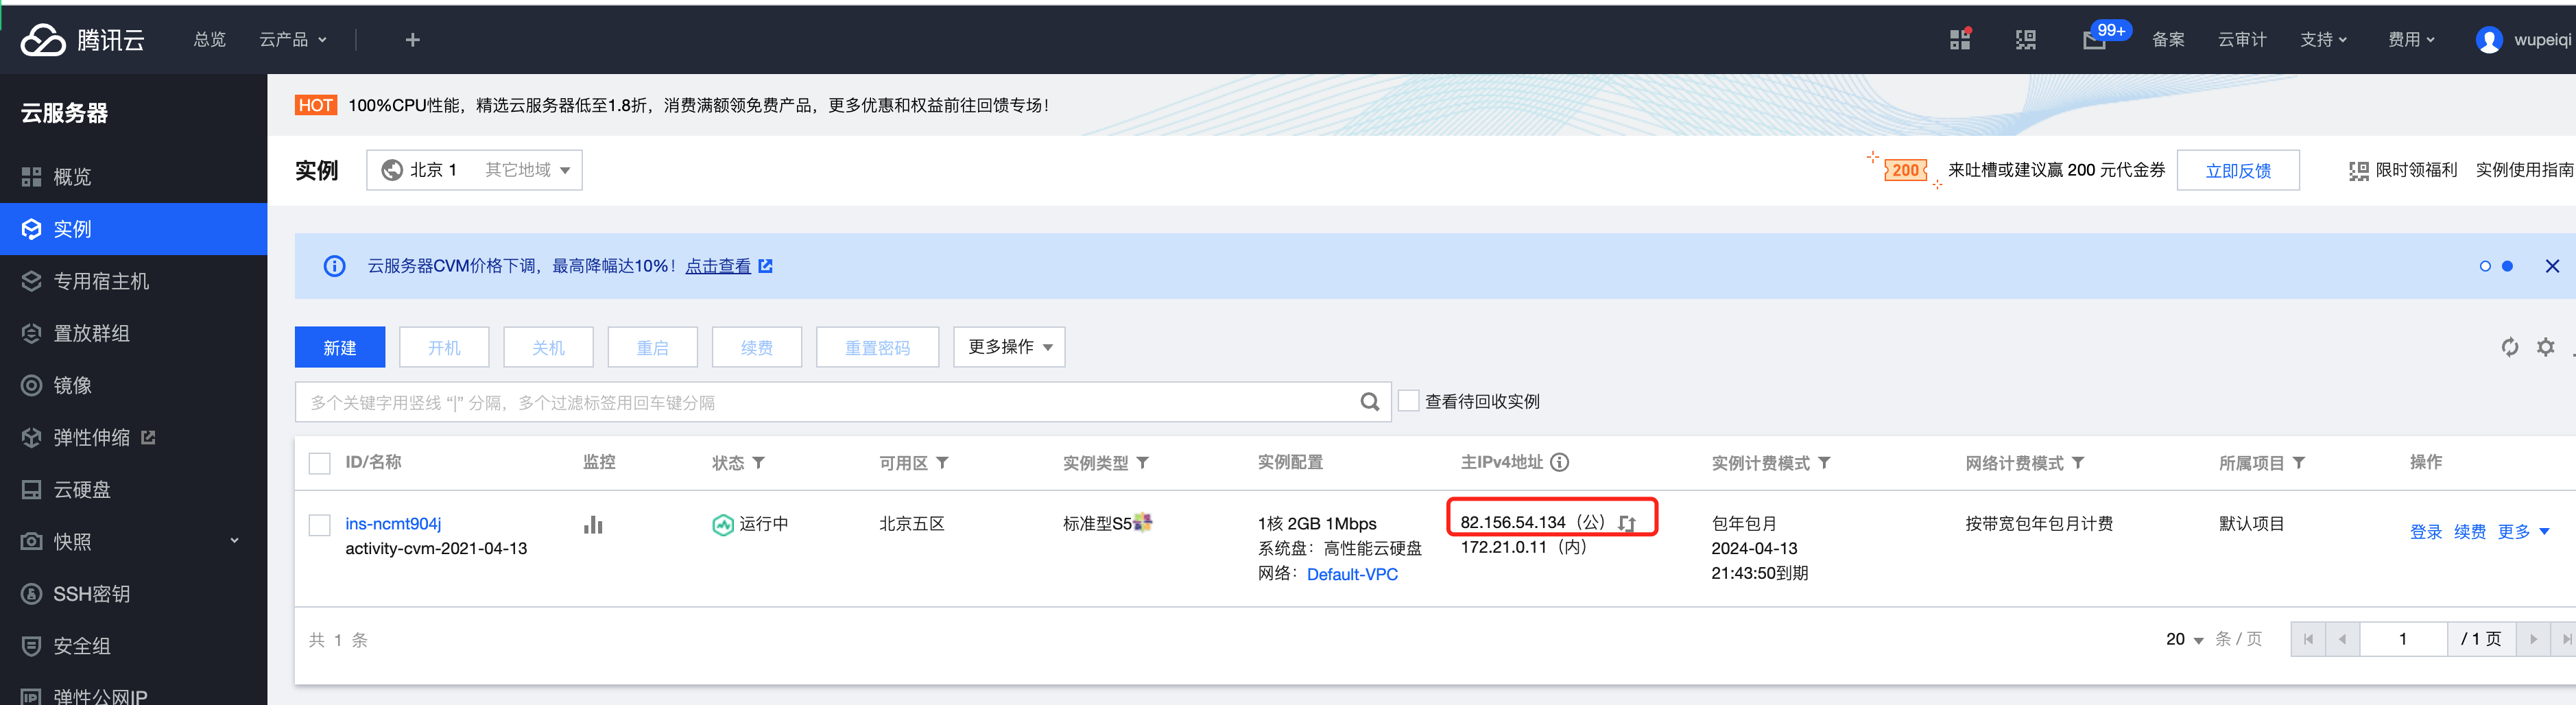 腾讯云
总览
云产品
99+
备案
云审计
支持
费用
wupeiqi
云服务器
概览
实例
专用宿主机
置放群组
镜像
弹性伸缩
云硬盘
快照
SSH密钥
安全组
IP 弹性公网IP
HOT 100%CPU性能，精选云服务器低至1.8折，消费满额领免费产品，更多优惠和权益前往回馈专场！
实例
北京 1 其它地域
200 来吐槽或建议赢 200 元代金券
立即反馈
限时领福利
实例使用指南
云服务器CVM价格下调，最高降幅达10%！点击查看
新建
开机
关机
重启
续费
重置密码
更多操作
多个关键字用竖线 “|” 分隔，多个过滤标签用回车键分隔
查看待回收实例
ID/名称 监控 状态 可用区 实例类型 实例配置 主IPv4地址 实例计费模式 网络计费模式 所属项目 操作
ins-ncmt904j
activity-cvm-2021-04-13
运行中
北京五区
标准型S5
1核 2GB 1Mbps
系统盘：高性能云硬盘
网络：Default-VPC
82.156.54.134（公）
172.21.0.11（内）
包年包月
2024-04-13
21:43:50到期
按带宽包年包月计费
默认项目
登录 续费 更多
共 1 条
20 条 / 页
1 / 1 页